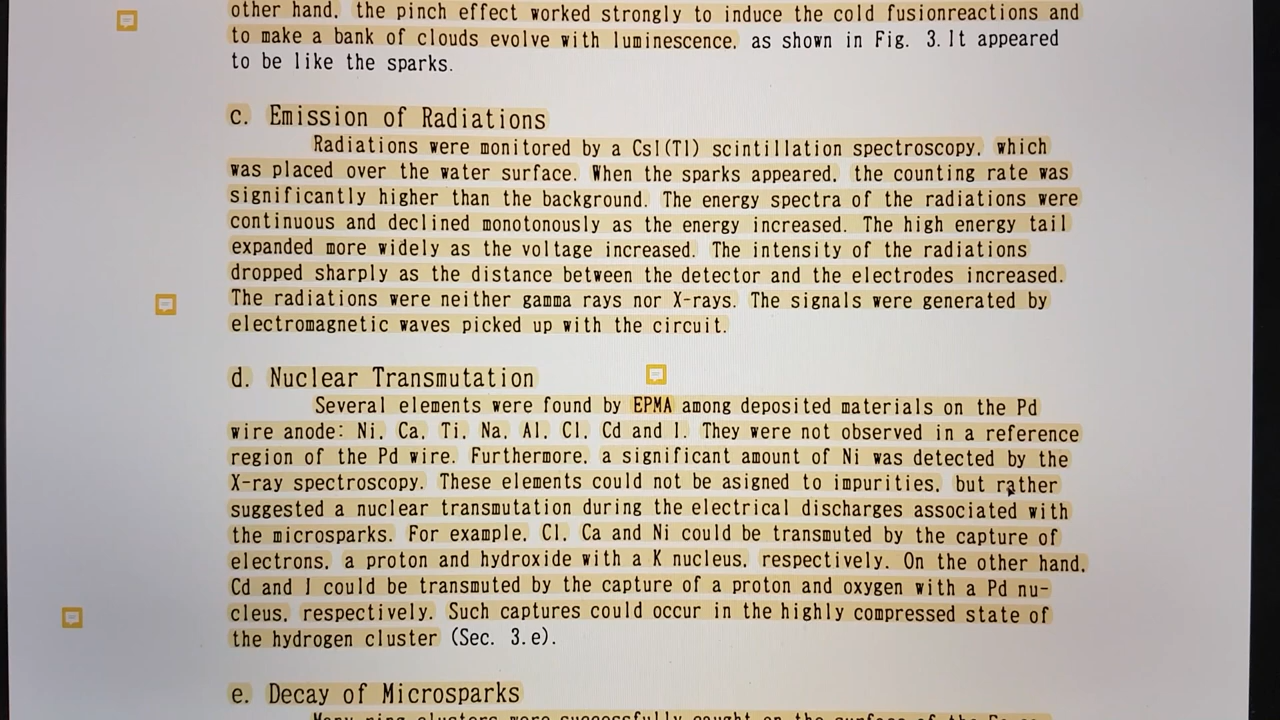 other hand, the pinch effect worked strongly to induce the cold fusionreactions and
to make a bank of clouds evolve with luminescence, as shown in Fig. 3. It appeared
to be like the sparks.
c. Emission of Radiations
Radiations were monitored by a CsI(Tl) scintillation spectroscopy, which
was placed over the water surface. When the sparks appeared, the counting rate was
significantly higher than the background. The energy spectra of the radiations were
continuous and declined monotonously as the energy increased. The high energy tail
expanded more widely as the voltage increased. The intensity of the radiations
dropped sharply as the distance between the detector and the electrodes increased.
The radiations were neither gamma rays nor X-rays. The signals were generated by
electromagnetic waves picked up with the circuit.
d. Nuclear Transmutation
Several elements were found by EPMA among deposited materials on the Pd
wire anode: Ni, Ca, Ti, Na, Al, Cl, Cd and I. They were not observed in a reference
region of the Pd wire. Furthermore, a significant amount of Ni was detected by the
X-ray spectroscopy. These elements could not be asigned to impurities, but rather
suggested a nuclear transmutation during the electrical discharges associated with
the microsparks. For example, Cl, Ca and Ni could be transmuted by the capture of
electrons, a proton and hydroxide with a K nucleus, respectively. On the other hand,
Cd and I could be transmuted by the capture of a proton and oxygen with a Pd nu-
cleus, respectively. Such captures could occur in the highly compressed state of
the hydrogen cluster (Sec. 3.e).
e. Decay of Microsparks
Many ring clusters were successfully caught on the surface of the